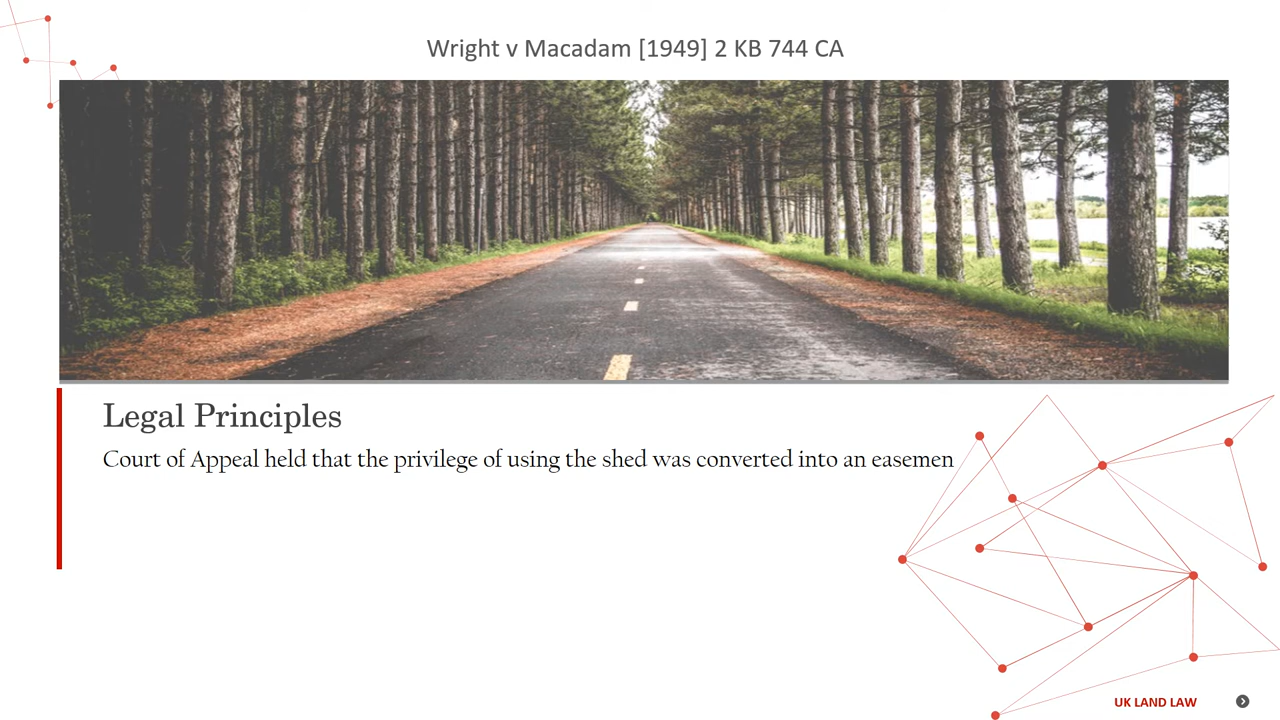 Wright v Macadam [1949] 2 KB 744 CA
Legal Principles
Court of Appeal held that the privilege of using the shed was converted into an easemen
UK LAND LAW